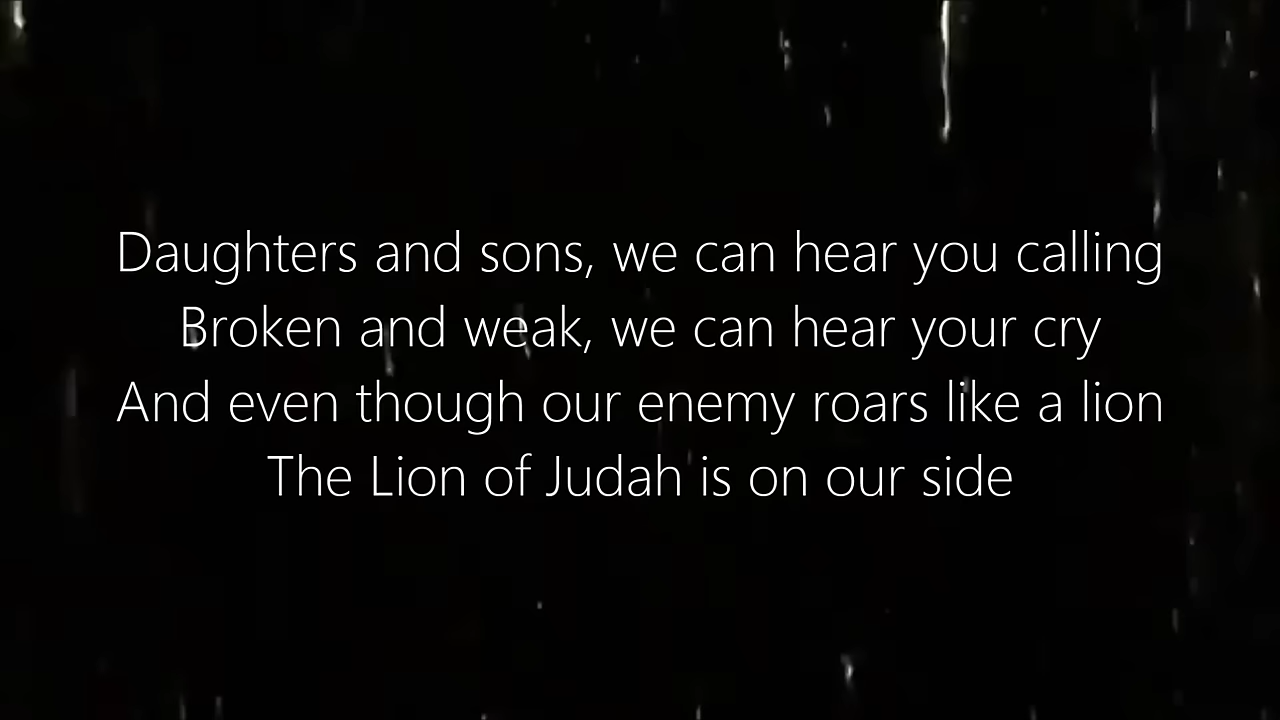 Daughters and sons, we can hear you calling
Broken and weak, we can hear your cry
And even though our enemy roars like a lion
The Lion of Judah is on our side